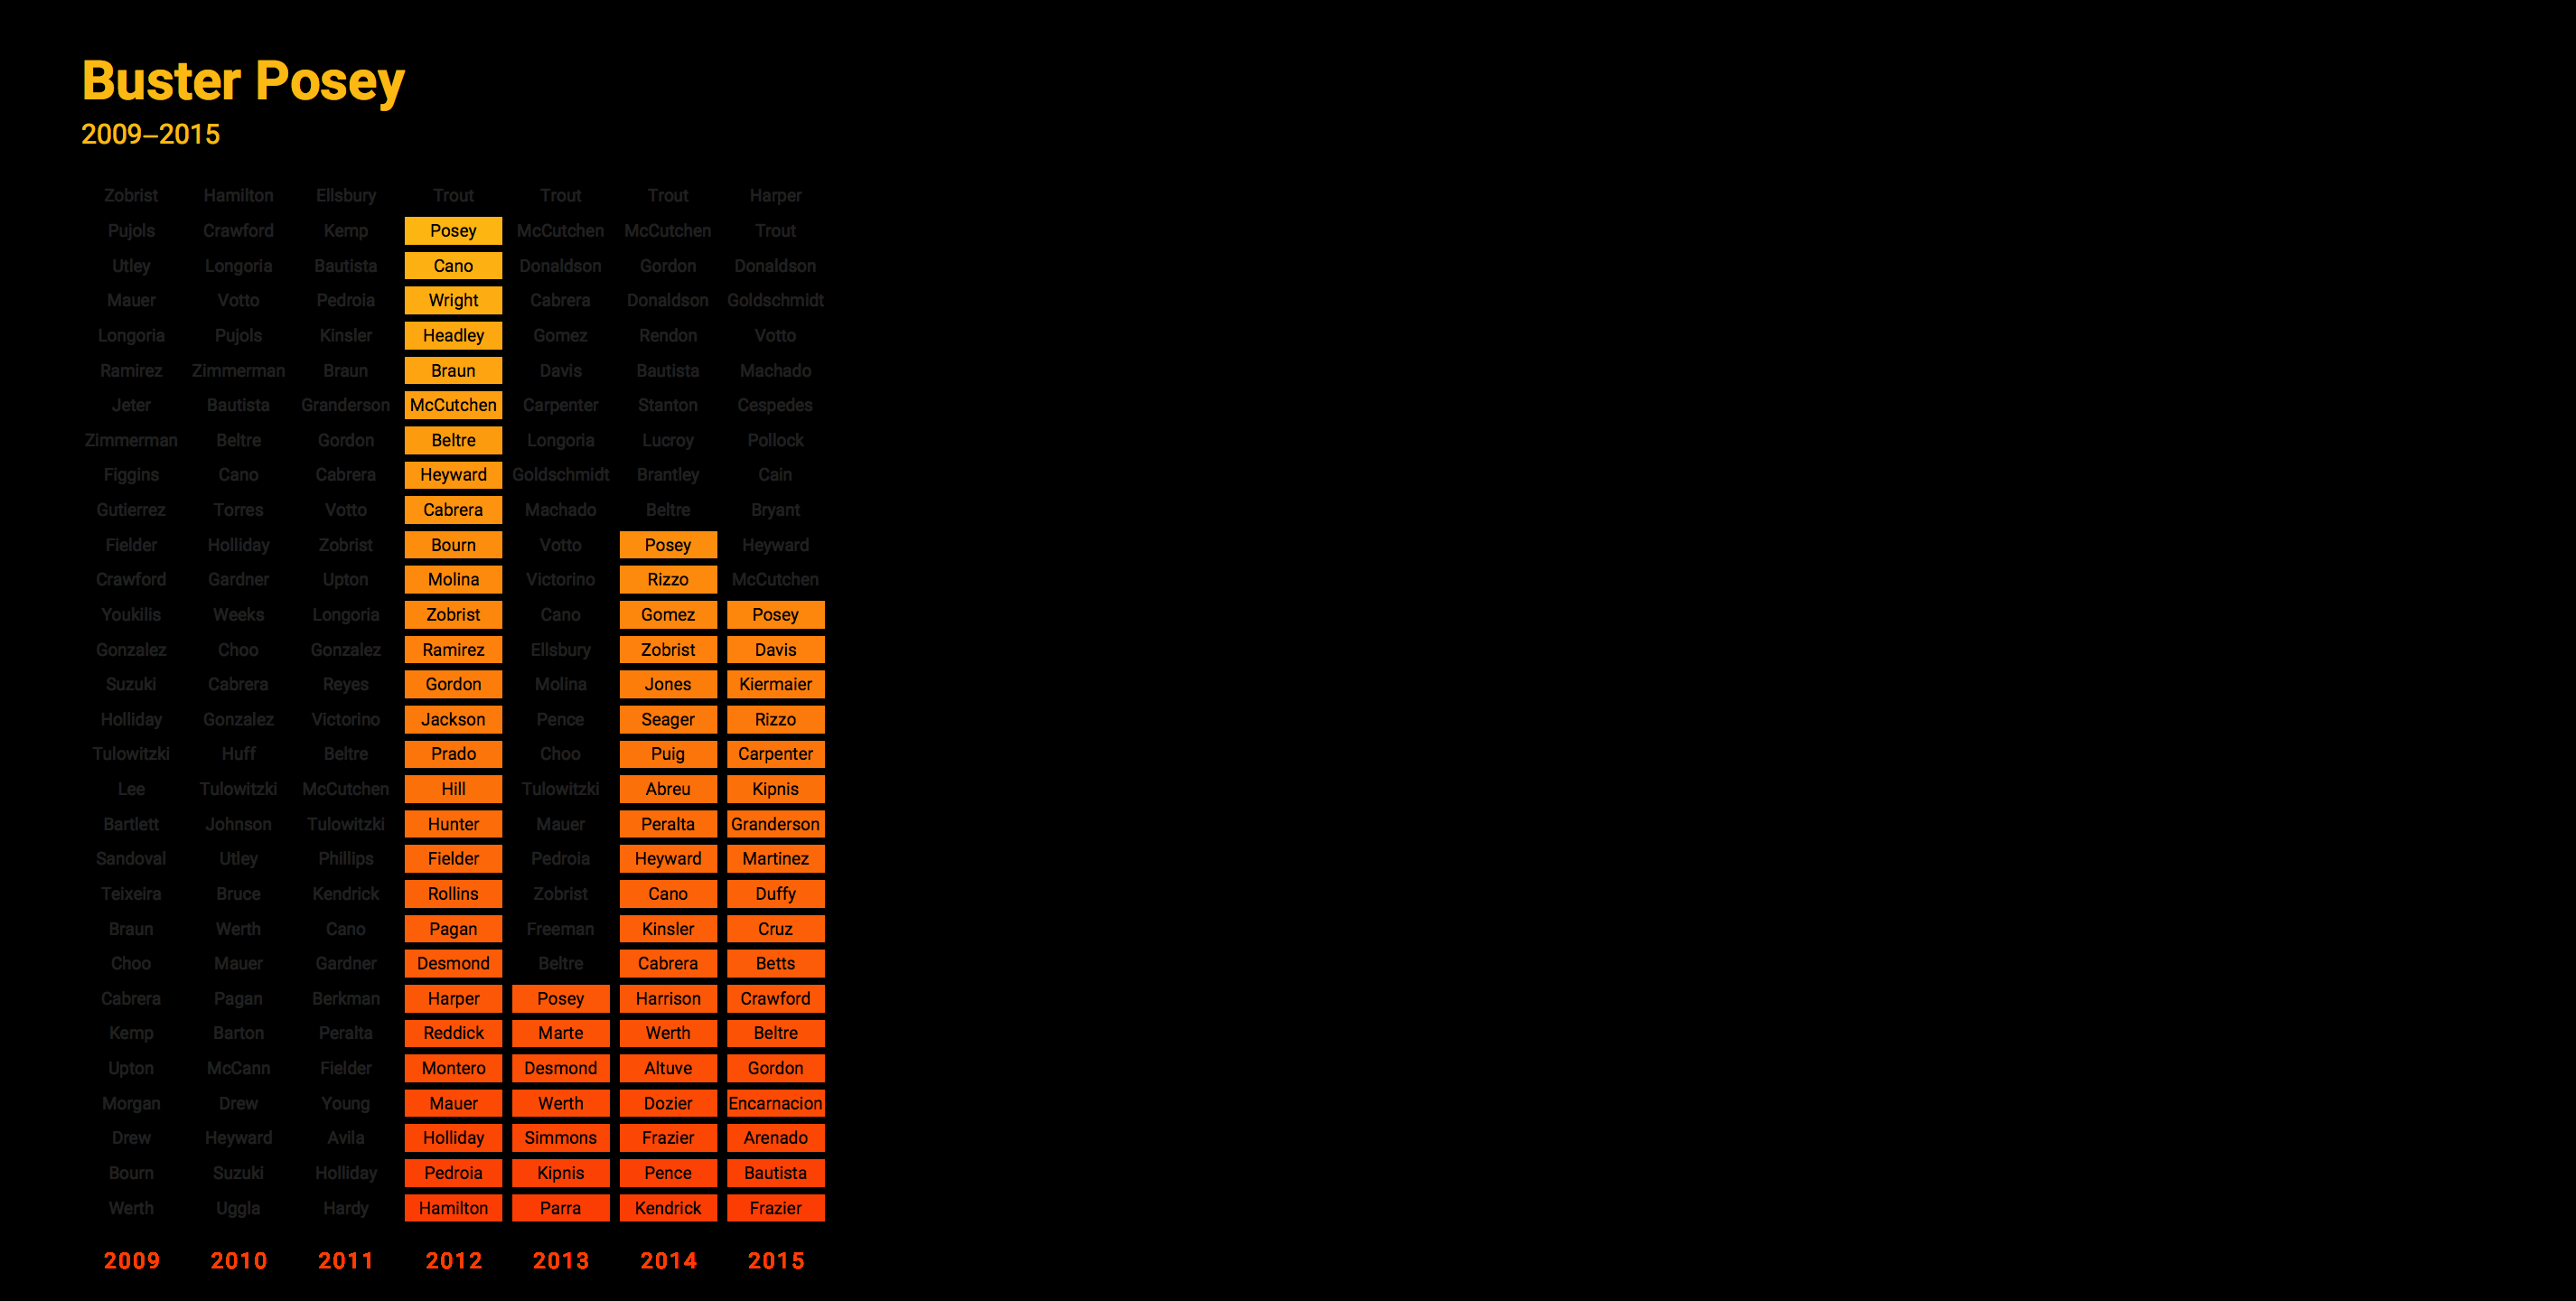 Buster Posey
2009–2015
Zobrist Hamilton Ellsbury Trout Trout Trout Harper
Pujols Crawford Kemp Posey McCutchen McCutchen Trout
Utley Longoria Bautista Cano Donaldson Gordon Donaldson
Mauer Votto Pedroia Wright Cabrera Donaldson Goldschmidt
Longoria Pujols Kinsler Headley Gomez Rendon Votto
Ramirez Zimmerman Braun Braun Davis Bautista Machado
Jeter Bautista Granderson McCutchen Carpenter Stanton Cespedes
Zimmerman Beltre Gordon Beltre Longoria Lucroy Pollock
Figgins Cano Cabrera Heyward Goldschmidt Brantley Cain
Gutierrez Torres Votto Cabrera Machado Beltre Bryant
Fielder Holliday Zobrist Bourn Votto Posey Heyward
Crawford Gardner Upton Molina Victorino Rizzo McCutchen
Youkilis Weeks Longoria Zobrist Cano Gomez Posey
Gonzalez Choo Gonzalez Ramirez Ellsbury Zobrist Davis
Suzuki Cabrera Reyes Gordon Molina Jones Kiermaier
Holliday Gonzalez Victorino Jackson Pence Seager Rizzo
Tulowitzki Huff Beltre Prado Choo Puig Carpenter
Lee Tulowitzki McCutchen Hill Tulowitzki Abreu Kipnis
Bartlett Johnson Tulowitzki Hunter Mauer Peralta Granderson
Sandoval Utley Phillips Fielder Pedroia Heyward Martinez
Teixeira Bruce Kendrick Rollins Zobrist Cano Duffy
Braun Werth Cano Pagan Freeman Kinsler Cruz
Choo Mauer Gardner Desmond Beltre Cabrera Betts
Cabrera Pagan Berkman Harper Posey Harrison Crawford
Kemp Barton Peralta Reddick Marte Werth Beltre
Upton McCann Fielder Montero Desmond Altuve Gordon
Morgan Drew Young Mauer Werth Dozier Encarnacion
Drew Heyward Avila Holliday Simmons Frazier Arenado
Bourn Suzuki Holliday Pedroia Kipnis Pence Bautista
Werth Uggla Hardy Hamilton Parra Kendrick Frazier
2009 2010 2011 2012 2013 2014 2015